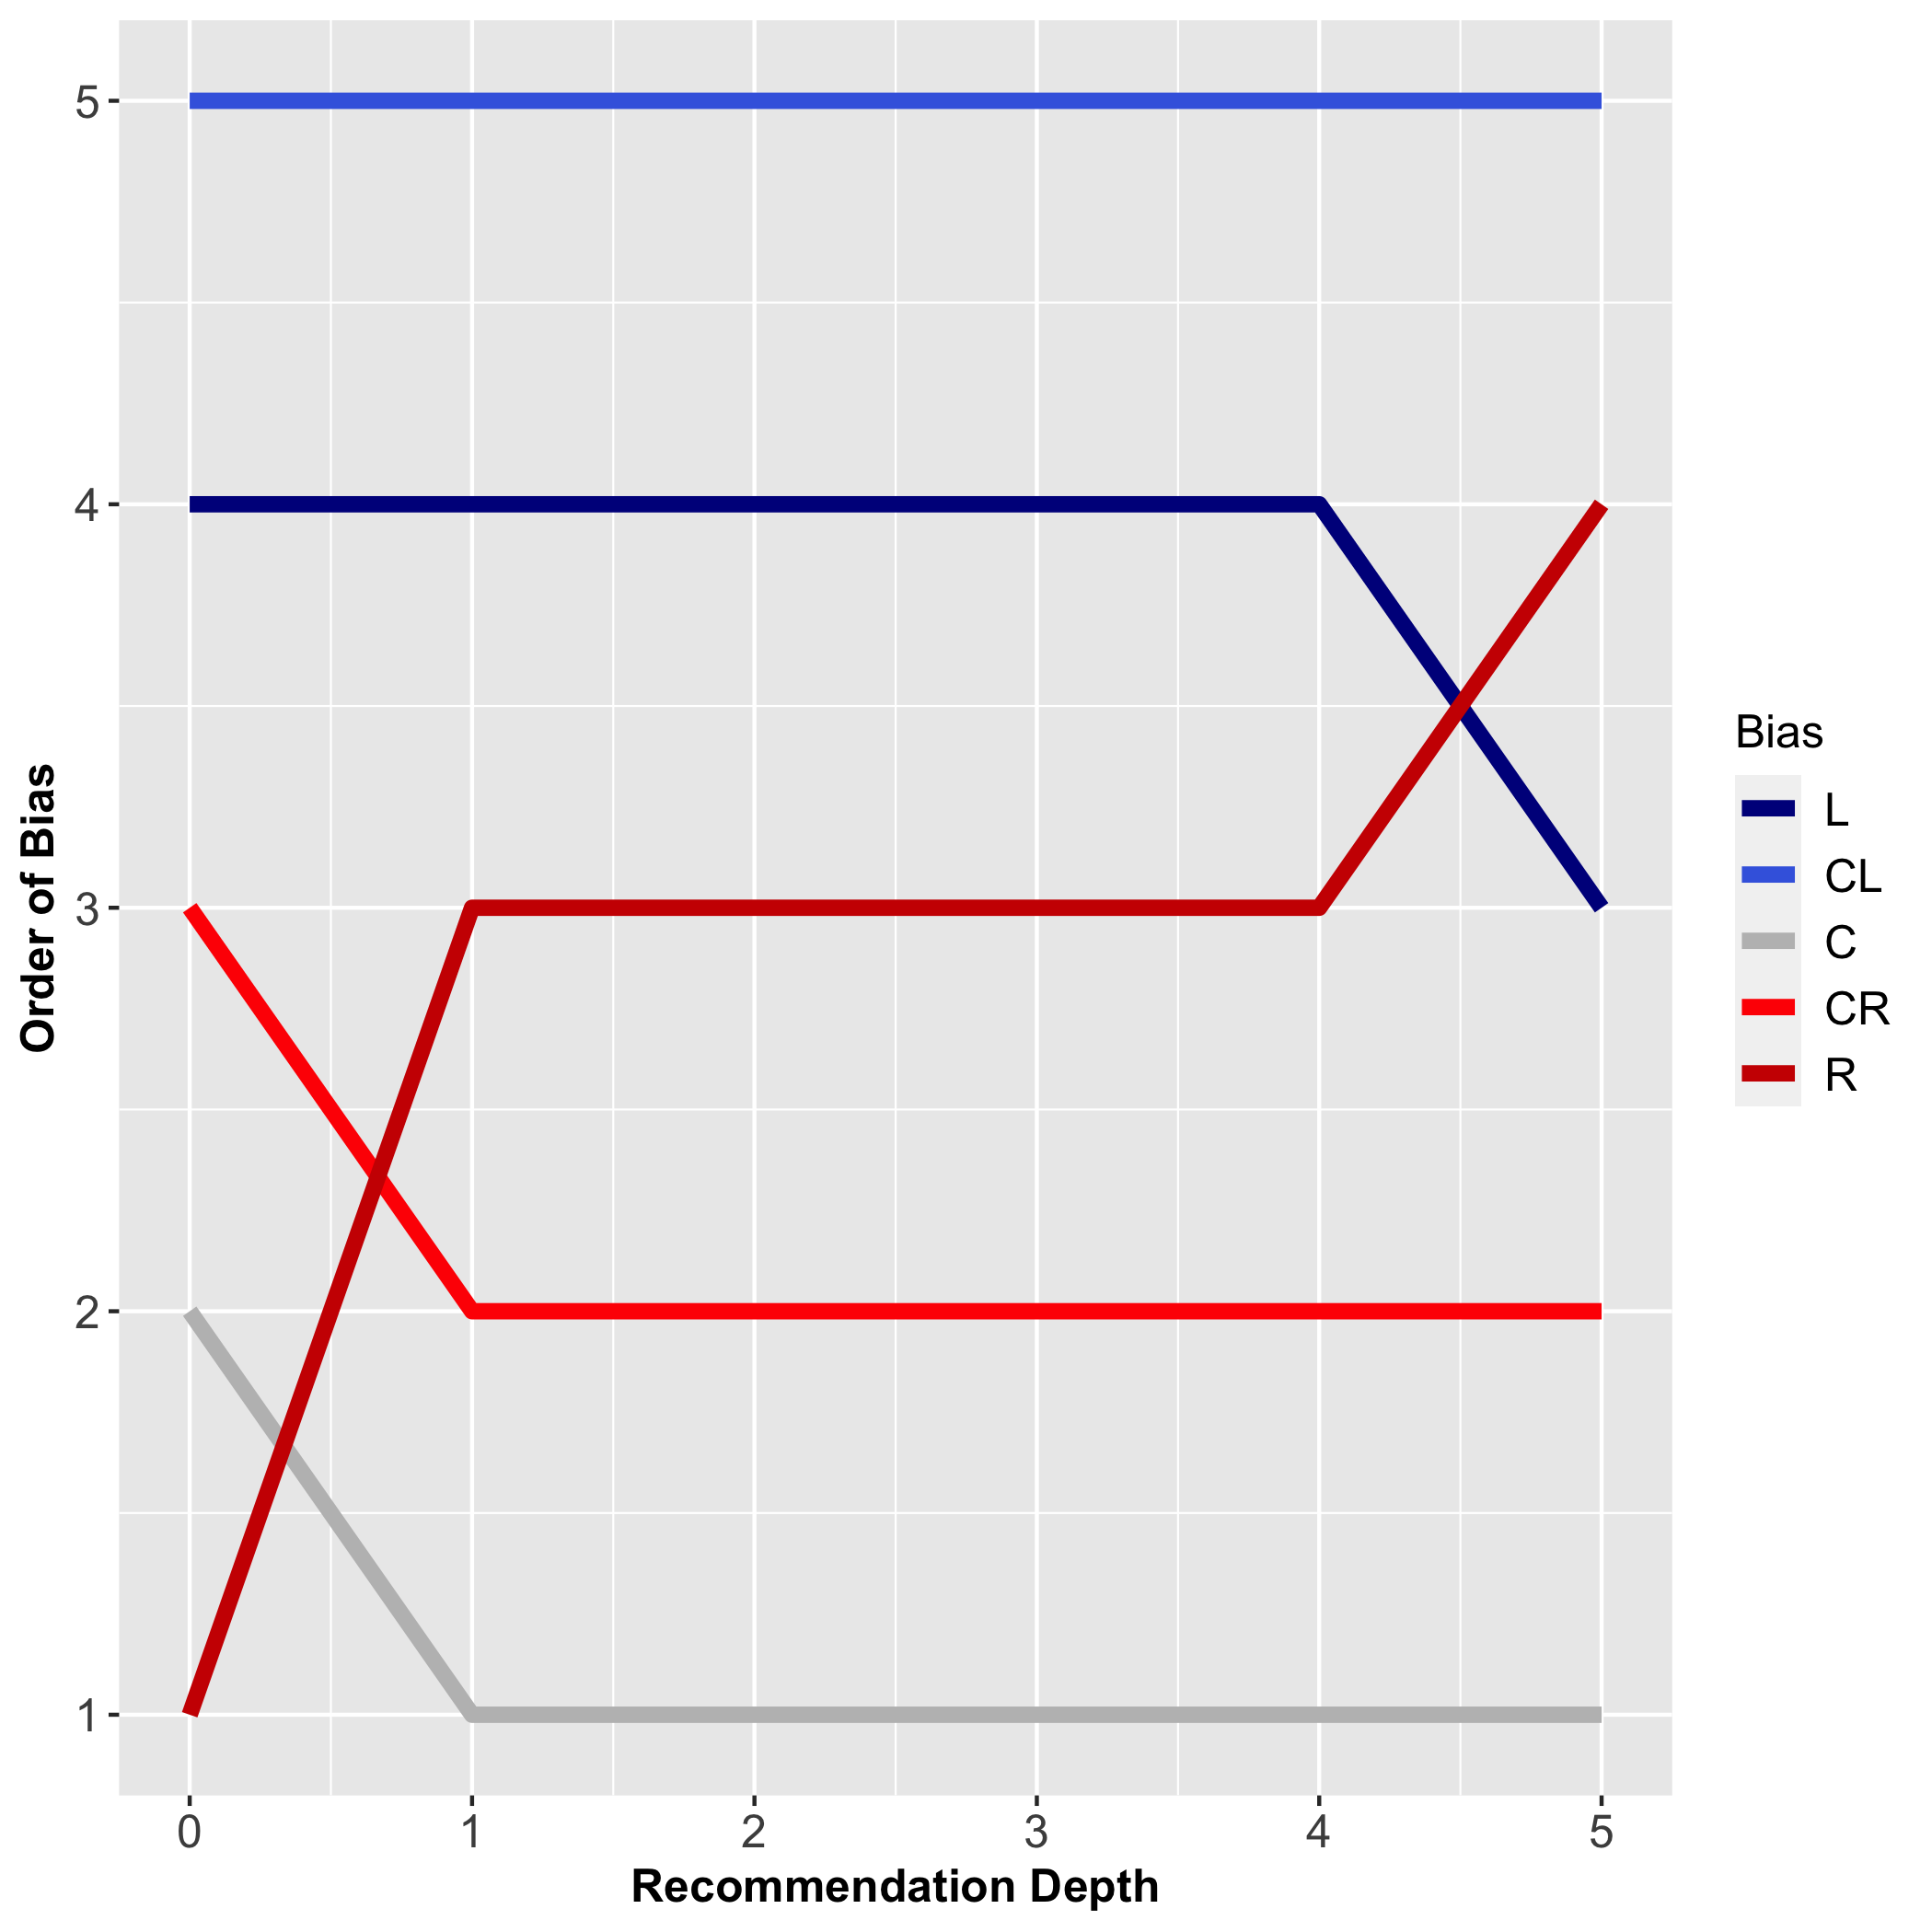 5
4
3
2
1
Order of Bias
0 1 2 3 4 5
Recommendation Depth
Bias
L
CL
C
CR
R